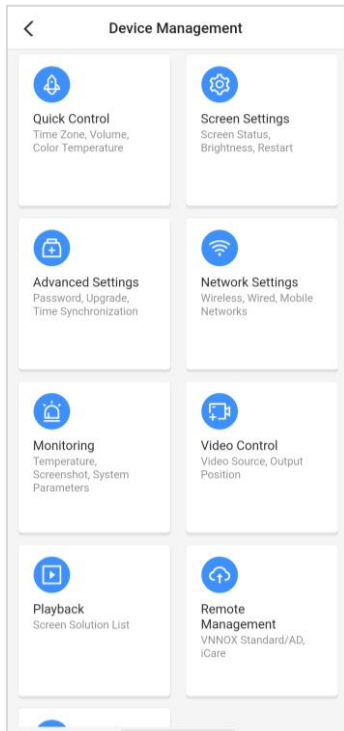 Device Management
Quick Control
Time Zone, Volume,
Color Temperature
Screen Settings
Screen Status,
Brightness, Restart
Advanced Settings
Password, Upgrade,
Time Synchronization
Network Settings
Wireless, Wired, Mobile
Networks
Monitoring
Temperature,
Screenshot, System
Parameters
Video Control
Video Source, Output
Position
Playback
Screen Solution List
Remote
Management
VNNOX Standard/AD,
iCare